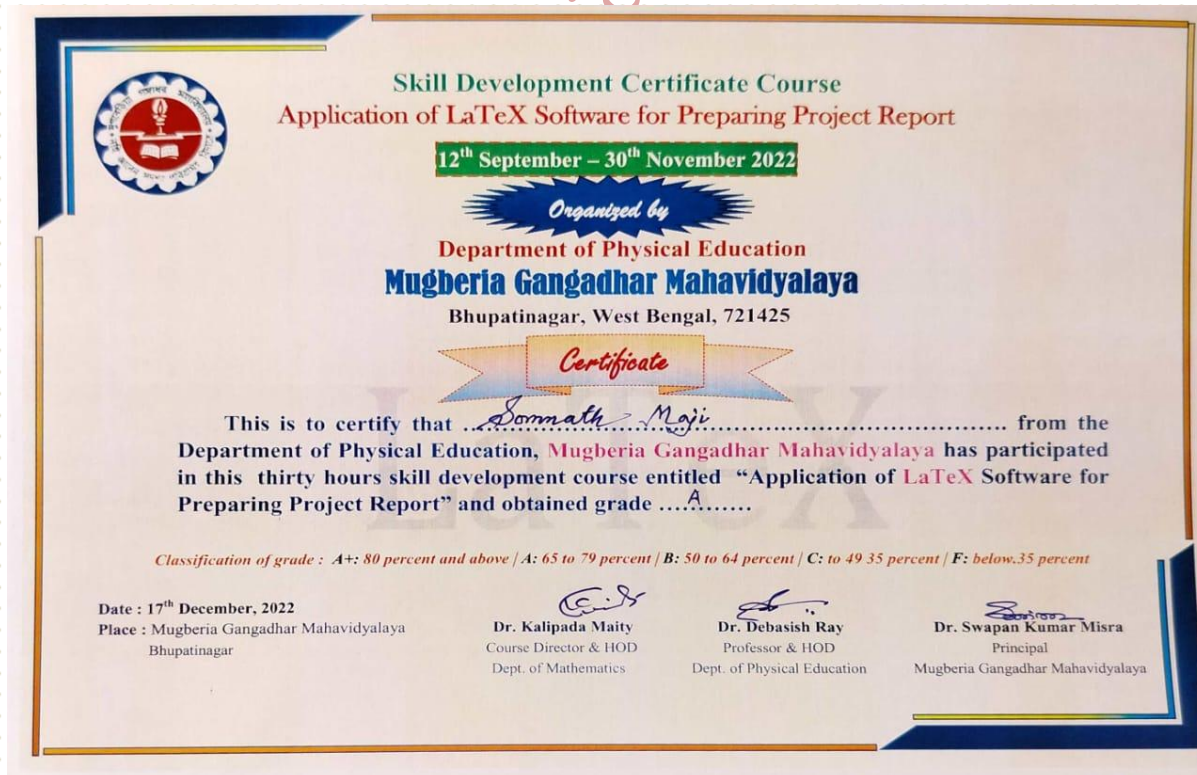 Skill Development Certificate Course
Application of LaTeX Software for Preparing Project Report
12th September – 30th November 2022
Organized by
Department of Physical Education
Mugberia Gangadhar Mahavidyalaya
Bhupatinagar, West Bengal, 721425
Certificate
LaTeX
This is to certify that ..Somnath Maji.......................................... from the
Department of Physical Education, Mugberia Gangadhar Mahavidyalaya has participated
in this thirty hours skill development course entitled “Application of LaTeX Software for
Preparing Project Report” and obtained grade ....A.......
Classification of grade : A+: 80 percent and above | A: 65 to 79 percent | B: 50 to 64 percent | C: to 49 35 percent | F: below.35 percent
Date : 17th December, 2022
Place : Mugberia Gangadhar Mahavidyalaya
Bhupatinagar
Dr. Kalipada Maity
Course Director & HOD
Dept. of Mathematics
Dr. Debasish Ray
Professor & HOD
Dept. of Physical Education
Dr. Swapan Kumar Misra
Principal
Mugberia Gangadhar Mahavidyalaya